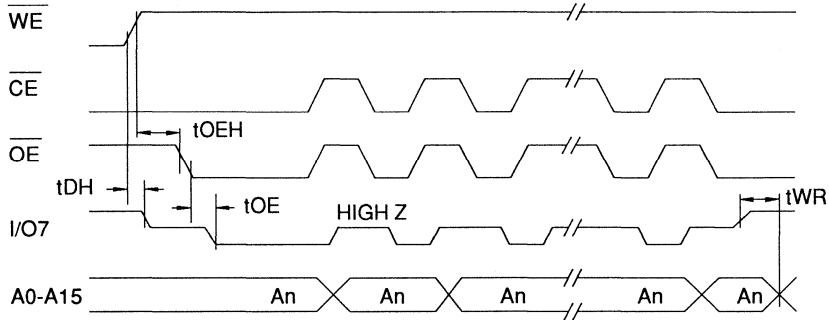 WE
CE
tOEH
OE
tDH
tOE
tWR
HIGH Z
I/O7
A0-A15 An An An An An